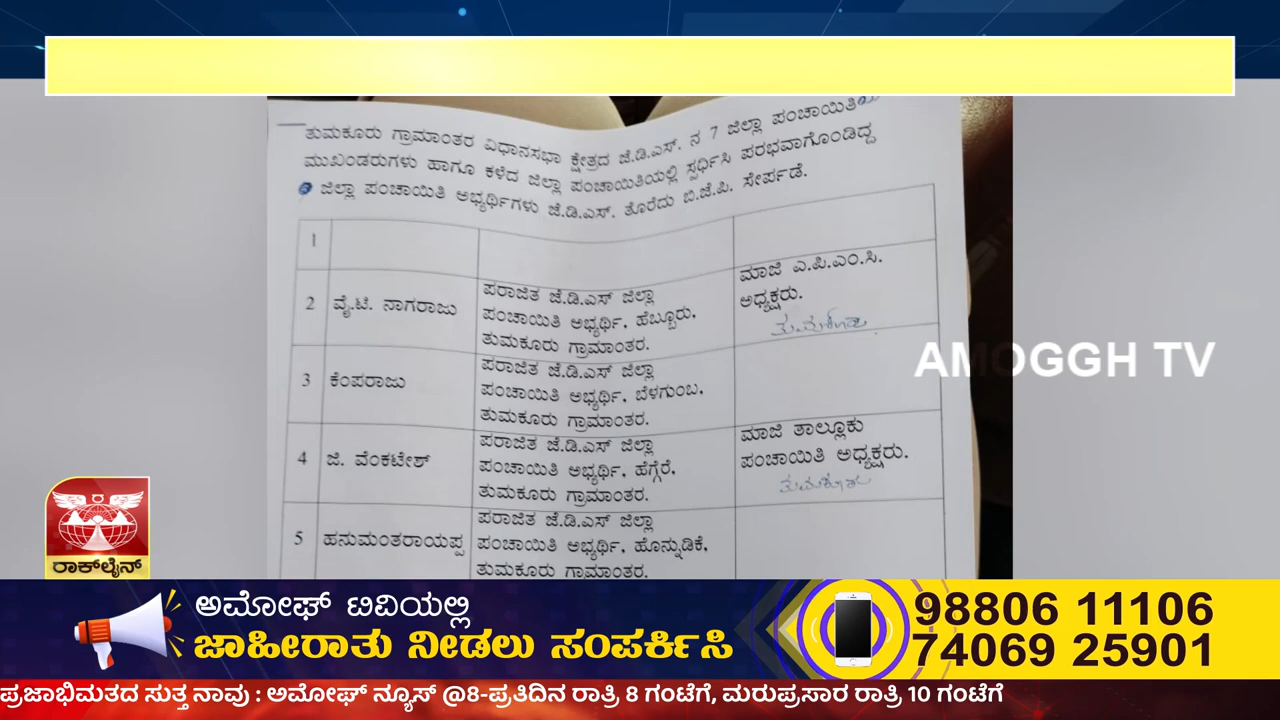 ತುಮಕೂರು ಗ್ರಾಮಾಂತರ ವಿಧಾನಸಭಾ ಕ್ಷೇತ್ರದ ಜೆ.ಡಿ.ಎಸ್. ನ 7 ಜಿಲ್ಲಾ ಪಂಚಾಯಿತಿ
ಮುಖಂಡರುಗಳು ಹಾಗೂ ಕಳೆದ ಜಿಲ್ಲಾ ಪಂಚಾಯಿತಿಯಲ್ಲಿ ಸ್ಪರ್ಧಿಸಿ ಪರಭವಾಗೊಂಡಿದ್ದ
ಜಿಲ್ಲಾ ಪಂಚಾಯಿತಿ ಅಭ್ಯರ್ಥಿಗಳು ಜೆ.ಡಿ.ಎಸ್. ತೊರೆದು ಬಿ.ಜೆ.ಪಿ. ಸೇರ್ಪಡೆ.
1
2 ವೈ.ಟಿ. ನಾಗರಾಜು
ಪರಾಜಿತ ಜೆ.ಡಿ.ಎಸ್ ಜಿಲ್ಲಾ
ಪಂಚಾಯಿತಿ ಅಭ್ಯರ್ಥಿ, ಹೆಬ್ಬೂರು,
ತುಮಕೂರು ಗ್ರಾಮಾಂತರ.
ಮಾಜಿ ಎ.ಪಿ.ಎಂ.ಸಿ.
ಅಧ್ಯಕ್ಷರು.
ತುಮಕೂರು
3 ಕೆಂಪರಾಜು
ಪರಾಜಿತ ಜೆ.ಡಿ.ಎಸ್ ಜಿಲ್ಲಾ
ಪಂಚಾಯಿತಿ ಅಭ್ಯರ್ಥಿ, ಬೆಳಗುಂಬ,
ತುಮಕೂರು ಗ್ರಾಮಾಂತರ.
4 ಜಿ. ವೆಂಕಟೇಶ್
ಪರಾಜಿತ ಜೆ.ಡಿ.ಎಸ್ ಜಿಲ್ಲಾ
ಪಂಚಾಯಿತಿ ಅಭ್ಯರ್ಥಿ, ಹೆಗ್ಗೆರೆ,
ತುಮಕೂರು ಗ್ರಾಮಾಂತರ.
ಮಾಜಿ ತಾಲ್ಲೂಕು
ಪಂಚಾಯಿತಿ ಅಧ್ಯಕ್ಷರು.
ತುಮಕೂರು
5 ಹನುಮಂತರಾಯಪ್ಪ
ಪರಾಜಿತ ಜೆ.ಡಿ.ಎಸ್ ಜಿಲ್ಲಾ
ಪಂಚಾಯಿತಿ ಅಭ್ಯರ್ಥಿ, ಹೊನ್ನುಡಿಕೆ,
ತುಮಕೂರು ಗ್ರಾಮಾಂತರ.
AMOGGH TV
ರಾಕ್‌ಲೈನ್
ಅಮೋಘ್ ಟಿವಿಯಲ್ಲಿ
ಜಾಹೀರಾತು ನೀಡಲು ಸಂಪರ್ಕಿಸಿ
98806 11106
74069 25901
ಪ್ರಜಾಭಿಮತದ ಸುತ್ತ ನಾವು : ಅಮೋಘ್ ನ್ಯೂಸ್ @8-ಪ್ರತಿದಿನ ರಾತ್ರಿ 8 ಗಂಟೆಗೆ, ಮರುಪ್ರಸಾರ ರಾತ್ರಿ 10 ಗಂಟೆಗೆ